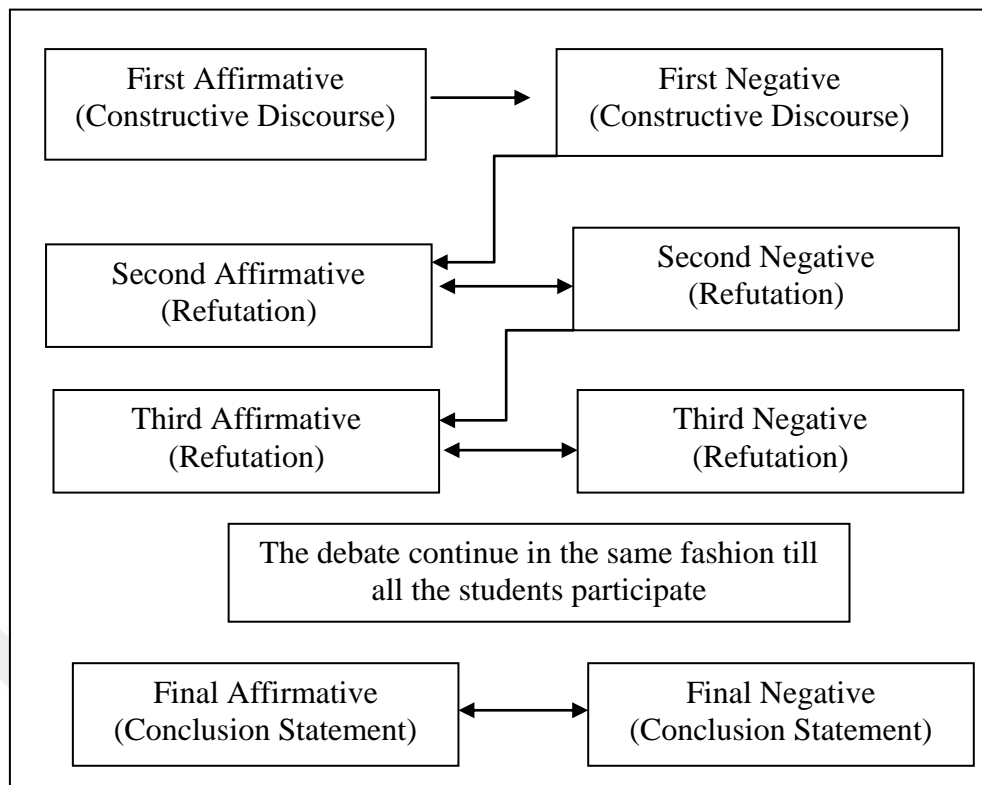 First Affirmative
(Constructive Discourse)
First Negative
(Constructive Discourse)
Second Affirmative
(Refutation)
Second Negative
(Refutation)
Third Affirmative
(Refutation)
Third Negative
(Refutation)
The debate continue in the same fashion till
all the students participate
Final Affirmative
(Conclusion Statement)
Final Negative
(Conclusion Statement)